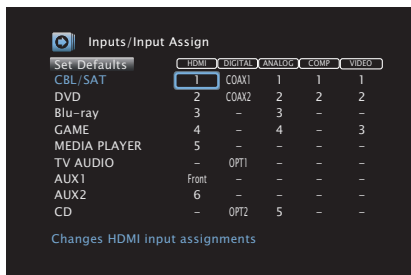 Inputs/Input Assign
Set Defaults HDMI DIGITAL ANALOG COMP VIDEO
CBL/SAT 1 COAX1 1 1 1
DVD 2 COAX2 2 2 2
Blu-ray 3 – 3 – –
GAME 4 – 4 – 3
MEDIA PLAYER 5 – – – –
TV AUDIO – OPT1 – – –
AUX1 Front – – – –
AUX2 6 – – – –
CD – OPT2 5 – –
Changes HDMI input assignments